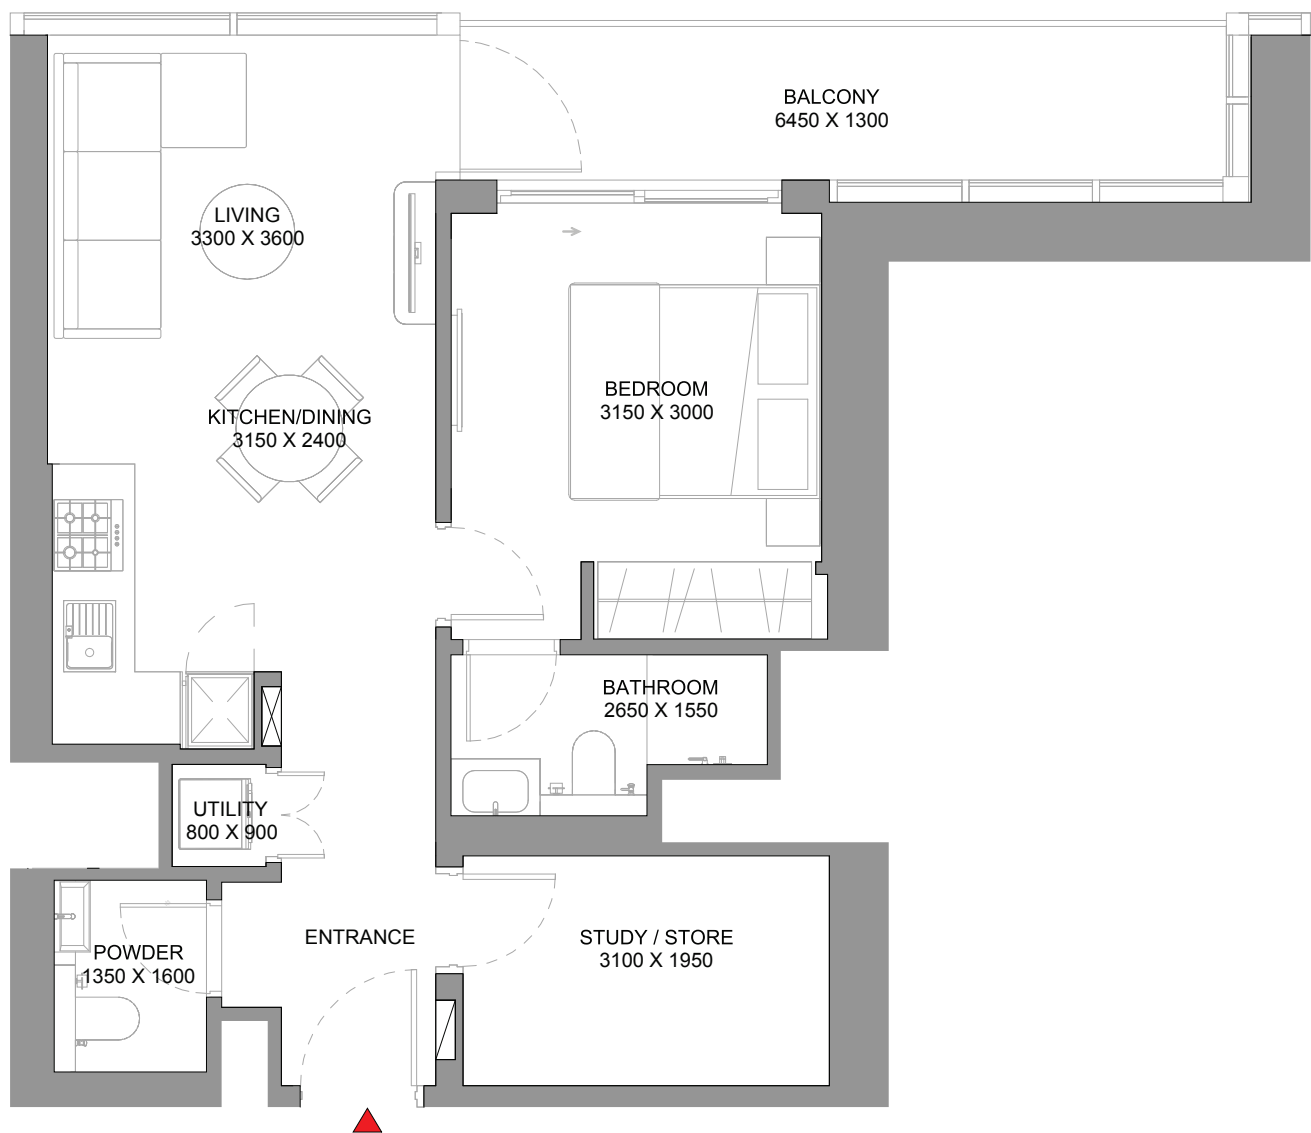 BALCONY
6450 X 1300
LIVING
3300 X 3600
BEDROOM
3150 X 3000
KITCHEN/DINING
3150 X 2400
BATHROOM
2650 X 1550
UTILITY
800 X 900
ENTRANCE
STUDY / STORE
3100 X 1950
POWDER
1350 X 1600